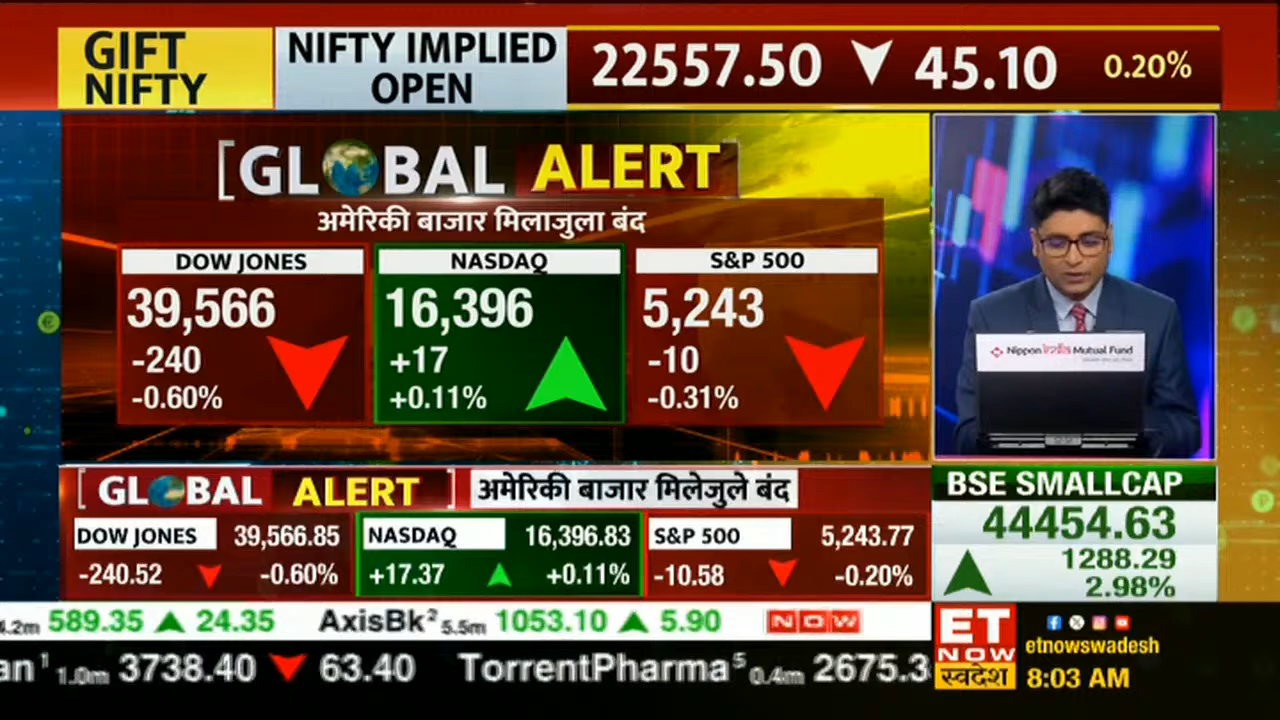 GIFT NIFTY
NIFTY IMPLIED OPEN
22557.50 45.10 0.20%
[GLOBAL ALERT
अमेरिकी बाजार मिलाजुला बंद
DOW JONES
39,566
-240
-0.60%
NASDAQ
16,396
+17
+0.11%
S&P 500
5,243
-10
-0.31%
Nippon India Mutual Fund
[GLOBAL ALERT] अमेरिकी बाजार मिलेजुले बंद
DOW JONES 39,566.85
-240.52 -0.60%
NASDAQ 16,396.83
+17.37 +0.11%
S&P 500 5,243.77
-10.58 -0.20%
BSE SMALLCAP
44454.63
1288.29
2.98%
4.2m 589.35 24.35 AxisBk² 5.5m 1053.10 5.90 NOW
an¹ 1.0m 3738.40 63.40 TorrentPharma⁵ 0.4m 2675.3
ET NOW स्वदेश
etnowswadesh
8:03 AM